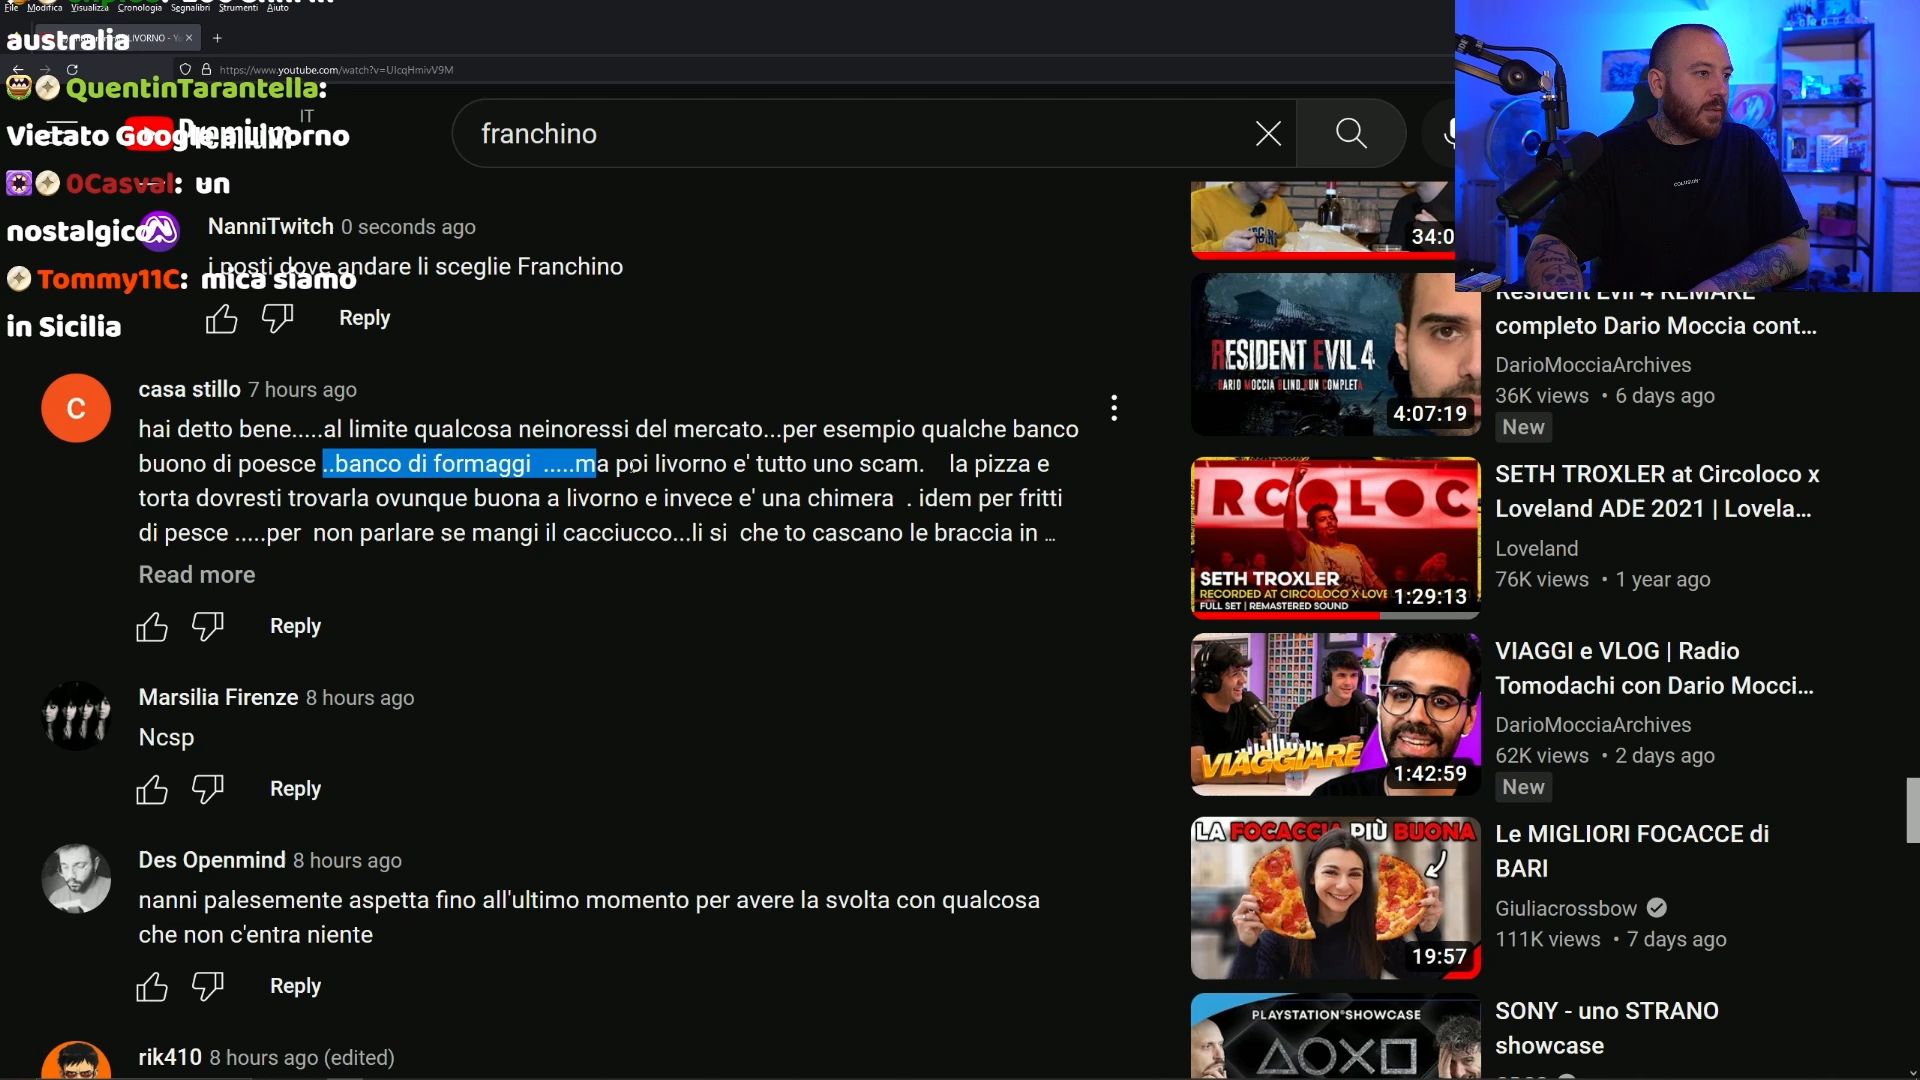 File Modifica Visualizza Cronologia Segnalibri Strumenti Aiuto
australia
LIVORNO - Yo
https://www.youtube.com/watch?v=UlcqHmivV9M
QuentinTarantella:
Vietato Google a Livorno
Premium IT
franchino
0Casval: un
nostalgico
Tommy11C: mica siamo
in Sicilia
NanniTwitch 0 seconds ago
i posti dove andare li sceglie Franchino
Reply
casa stillo 7 hours ago
hai detto bene.....al limite qualcosa neinoressi del mercato...per esempio qualche banco
buono di poesce ..banco di formaggi .....ma poi livorno e' tutto uno scam. la pizza e
torta dovresti trovarla ovunque buona a livorno e invece e' una chimera . idem per fritti
di pesce .....per non parlare se mangi il cacciucco...li si che to cascano le braccia in ...
Read more
Reply
Marsilia Firenze 8 hours ago
Ncsp
Reply
Des Openmind 8 hours ago
nanni palesemente aspetta fino all'ultimo momento per avere la svolta con qualcosa
che non c'entra niente
Reply
rik410 8 hours ago (edited)
C
34:0
RESIDENT EVIL 4
DARIO MOCCIA BLIND RUN COMPLETA
4:07:19
Resident Evil 4 REMAKE
completo Dario Moccia cont...
DarioMocciaArchives
36K views • 6 days ago
New
CIRCOLOCO
SETH TROXLER
RECORDED AT CIRCOLOCO X LOVE
FULL SET | REMASTERED SOUND
1:29:13
SETH TROXLER at Circoloco x
Loveland ADE 2021 | Lovela...
Loveland
76K views • 1 year ago
VIAGGIARE
1:42:59
VIAGGI e VLOG | Radio
Tomodachi con Dario Mocci...
DarioMocciaArchives
62K views • 2 days ago
New
LA FOCACCIA PIÙ BUONA
19:57
Le MIGLIORI FOCACCE di
BARI
Giuliacrossbow
111K views • 7 days ago
PLAYSTATION SHOWCASE
SONY - uno STRANO
showcase